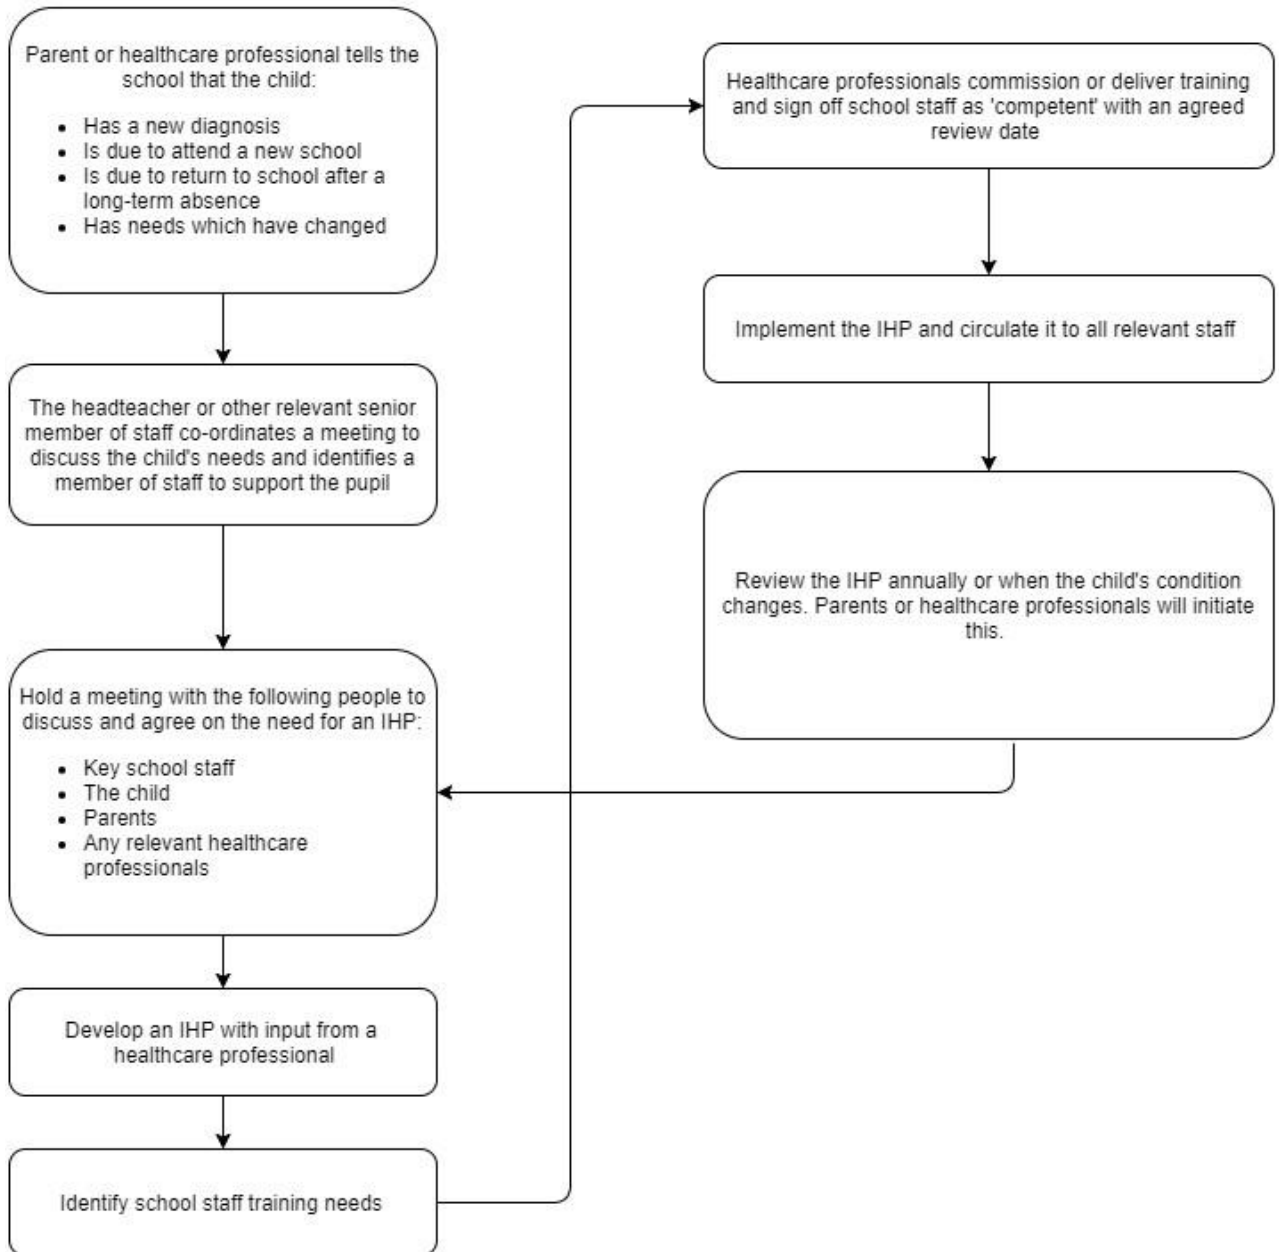 Parent or healthcare professional tells the
school that the child:
• Has a new diagnosis
• Is due to attend a new school
• Is due to return to school after a
long-term absence
• Has needs which have changed
The headteacher or other relevant senior
member of staff co-ordinates a meeting to
discuss the child's needs and identifies a
member of staff to support the pupil
Hold a meeting with the following people to
discuss and agree on the need for an IHP:
• Key school staff
• The child
• Parents
• Any relevant healthcare
professionals
Develop an IHP with input from a
healthcare professional
Identify school staff training needs
Healthcare professionals commission or deliver training
and sign off school staff as 'competent' with an agreed
review date
Implement the IHP and circulate it to all relevant staff
Review the IHP annually or when the child's condition
changes. Parents or healthcare professionals will initiate
this.